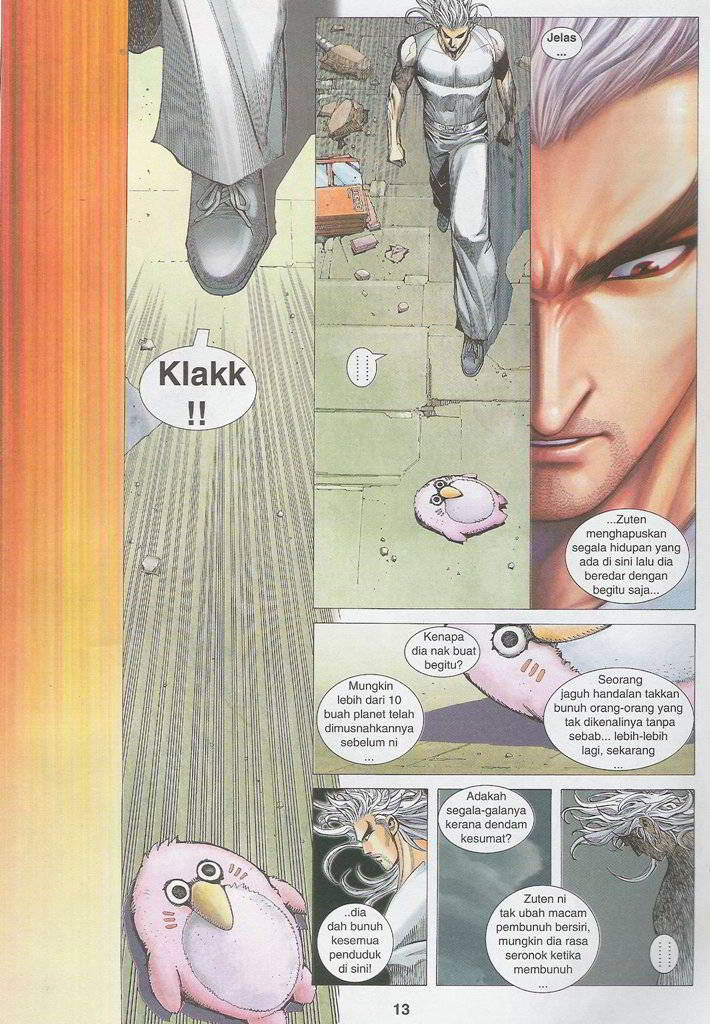 Klakk
!!
.......
Jelas
...
...Zuten
menghapuskan
segala hidupan yang
ada di sini lalu dia
beredar dengan
begitu saja...
Kenapa
dia nak buat
begitu?
Mungkin
lebih dari 10
buah planet telah
dimusnahkannya
sebelum ni
...
Seorang
jaguh handalan takkan
bunuh orang-orang yang
tak dikenalinya tanpa
sebab... lebih-lebih
lagi, sekarang
...
..dia
dah bunuh
kesemua
penduduk
di sini!
Adakah
segala-galanya
kerana dendam
kesumat?
Zuten ni
tak ubah macam
pembunuh bersiri,
mungkin dia rasa
seronok ketika
membunuh
...
.......
13